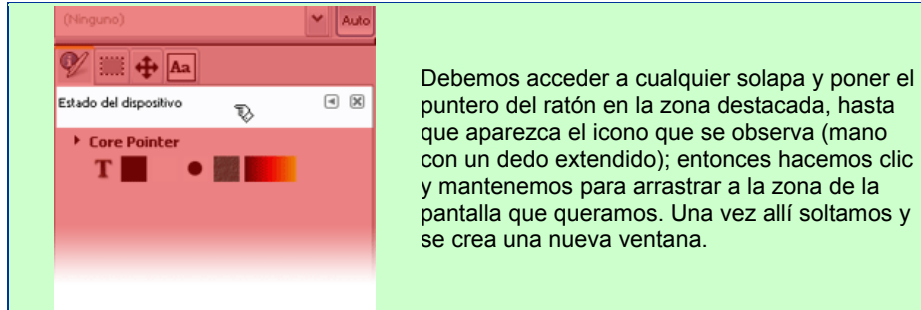 (Ninguno)
Auto
Aa
Estado del dispositivo
Core Pointer
T
Debemos acceder a cualquier solapa y poner el
puntero del ratón en la zona destacada, hasta
que aparezca el icono que se observa (mano
con un dedo extendido); entonces hacemos clic
y mantenemos para arrastrar a la zona de la
pantalla que queramos. Una vez allí soltamos y
se crea una nueva ventana.